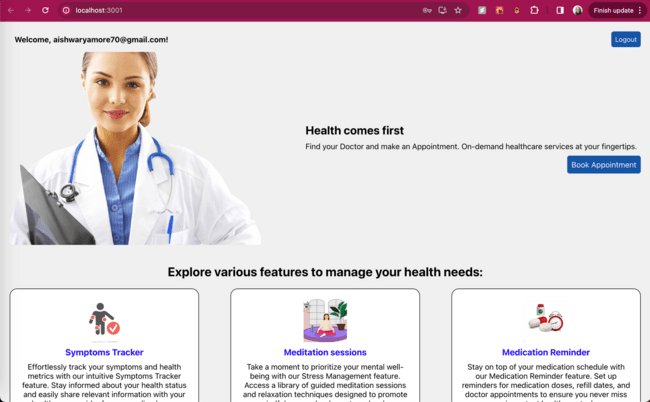 localhost:3001
Finish update
Welcome, aishwaryamore70@gmail.com!
Logout
Health comes first
Find your Doctor and make an Appointment. On-demand healthcare services at your fingertips.
Book Appointment
Explore various features to manage your health needs:
Symptoms Tracker
Effortlessly track your symptoms and health
metrics with our intuitive Symptoms Tracker
feature. Stay informed about your health status
and easily share relevant information with your
Meditation sessions
Take a moment to prioritize your mental well-
being with our Stress Management feature.
Access a library of guided meditation sessions
and relaxation techniques designed to promote
Medication Reminder
Stay on top of your medication schedule with
our Medication Reminder feature. Set up
reminders for medication doses, refill dates, and
doctor appointments to ensure you never miss